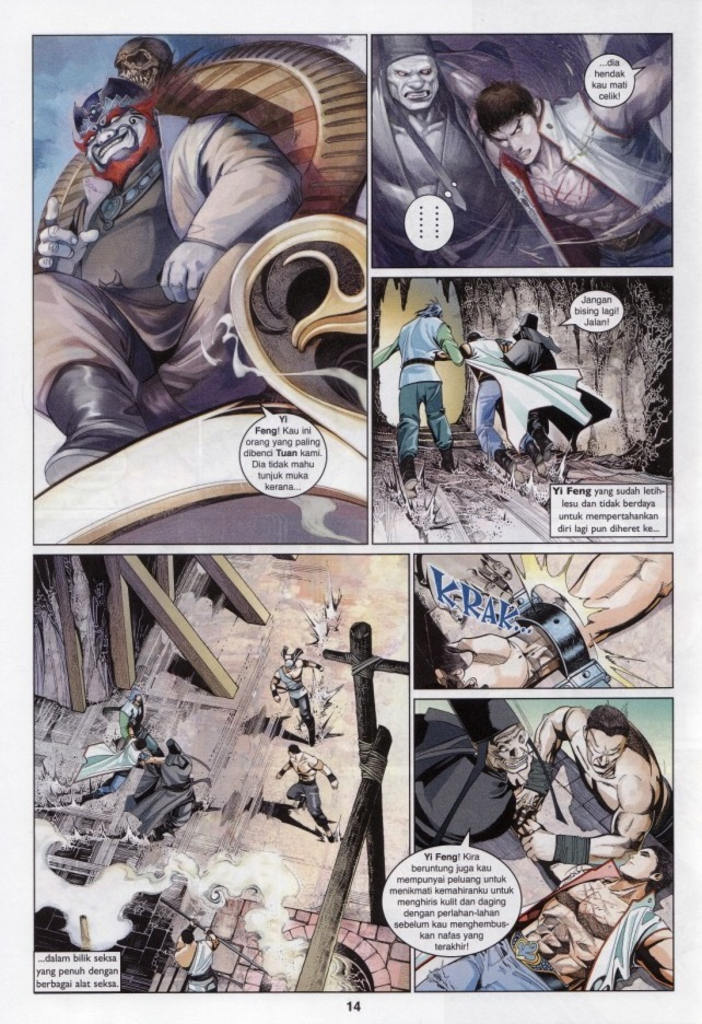 Yi
Feng! Kau ini
orang yang paling
dibenci Tuan kami.
Dia tidak mahu
tunjuk muka
kerana...
...dia
hendak
kau mati
celik!
Jangan
bising lagi!
Jalan!
Yi Feng yang sudah letih-
lesu dan tidak berdaya
untuk mempertahankan
diri lagi pun diheret ke...
...dalam bilik seksa
yang penuh dengan
berbagai alat seksa.
KRAK...
Yi Feng! Kira
beruntung juga kau
mempunyai peluang untuk
menikmati kemahiranku untuk
menghiris kulit dan daging
dengan perlahan-lahan
sebelum kau menghembus-
kan nafas yang
terakhir!
14